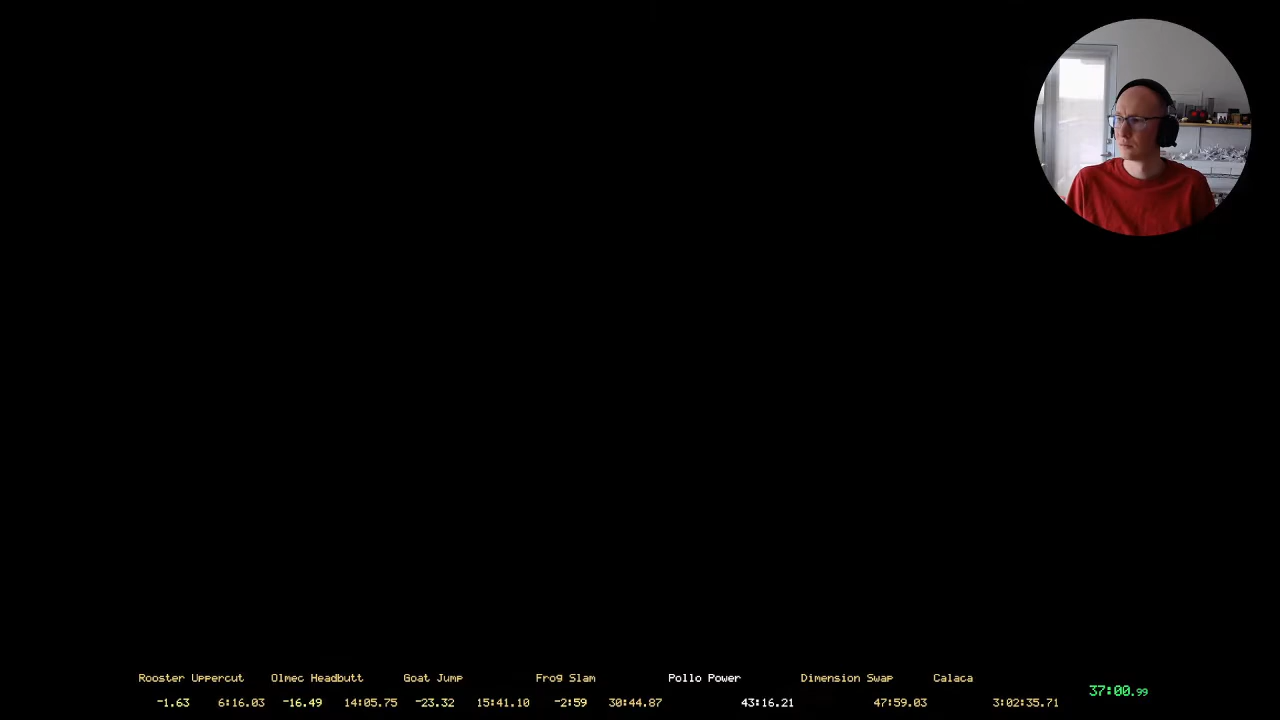 Rooster Uppercut Olmec Headbutt Goat Jump Frog Slam Pollo Power Dimension Swap Calaca
-1.63 6:16.03 -16.49 14:05.75 -23.32 15:41.10 -2:59 30:44.87 43:16.21 47:59.03 3:02:35.71
37:00.99